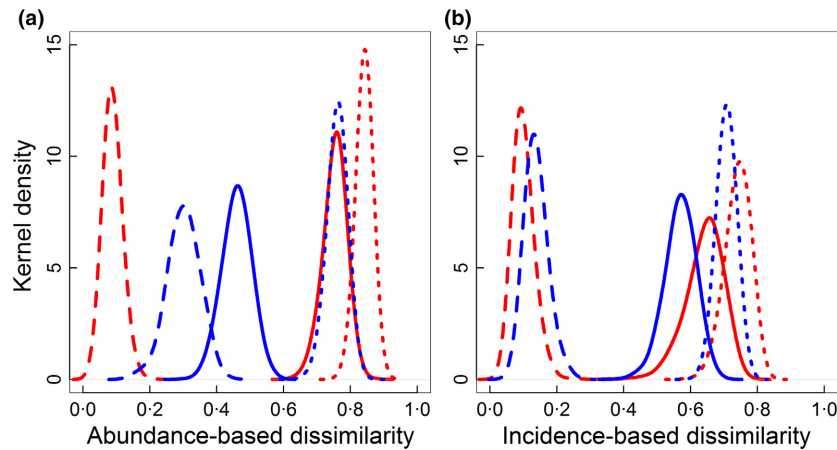 (a)
15
10
5
0
Kernel density
0·0 0·2 0·4 0·6 0·8 1·0
Abundance-based dissimilarity
(b)
15
10
5
0
0·0 0·2 0·4 0·6 0·8 1·0
Incidence-based dissimilarity